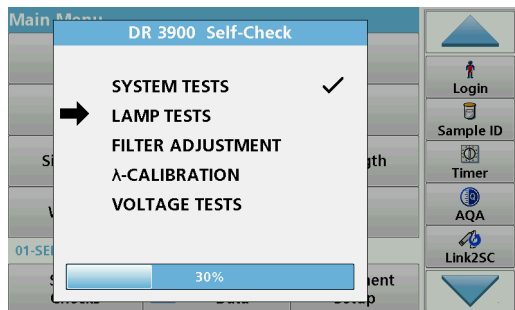 Main Menu
DR 3900 Self-Check
SYSTEM TESTS
LAMP TESTS
FILTER ADJUSTMENT
λ-CALIBRATION
VOLTAGE TESTS
30%
01-SE
Login
Sample ID
Timer
AQA
Link2SC